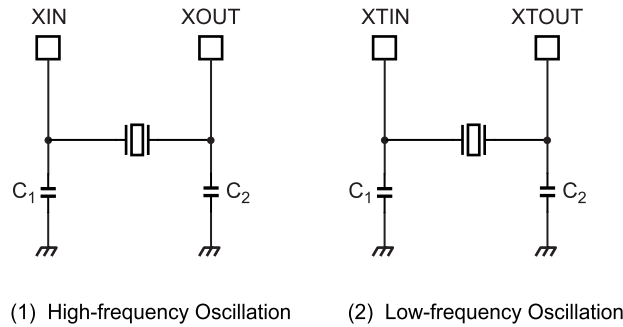 XIN XOUT XTIN XTOUT
C1 C2 C1 C2
(1) High-frequency Oscillation (2) Low-frequency Oscillation